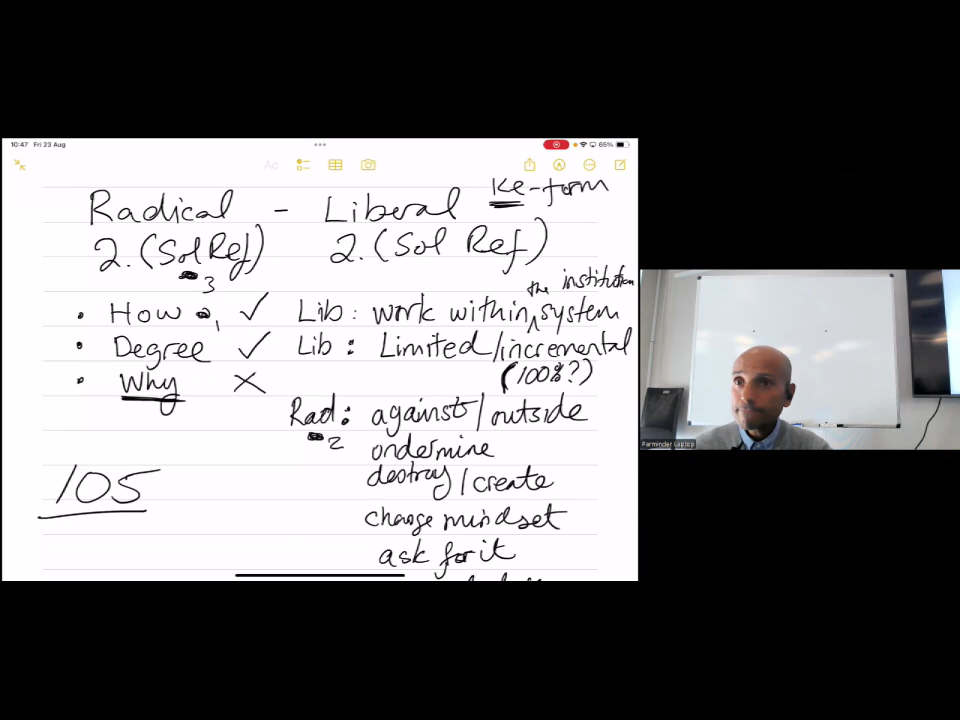 10:47 Fri 23 Aug
65%
Aa
Re-form
Radical - Liberal
2. (Sol Ref) 2. (Sol Ref)
3
the institution
• How 1 ✓ Lib: work within ^ system
• Degree ✓ Lib: Limited/incremental
(100%?)
• Why ×
Rad: against/outside
2
undermine
destroy/create
105
change mindset
ask for it
Parminder Laptop